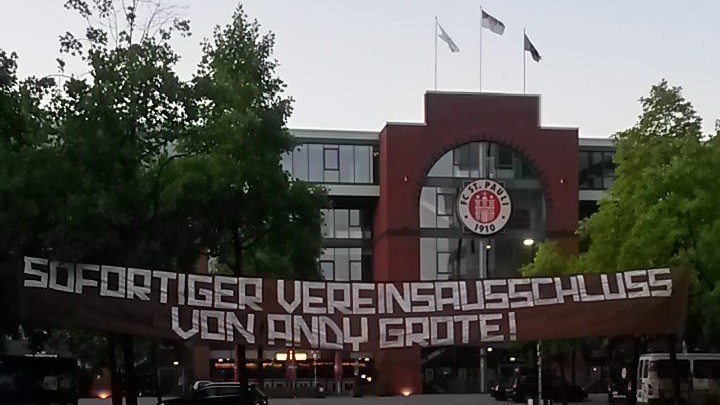 FC ST. PAULI
1910
SOFORTIGER VEREINSAUSSCHLUSS
VON ANDY GROTE!